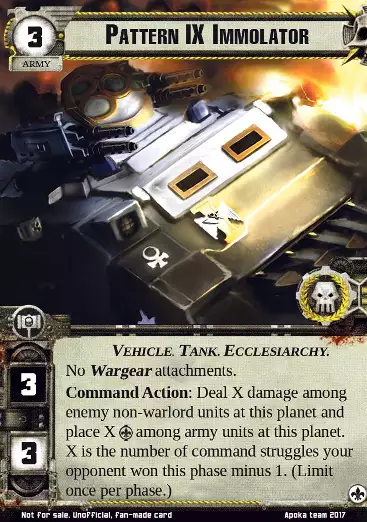 3
PATTERN IX IMMOLATOR
ARMY
VEHICLE. TANK. ECCLESIARCHY.
No Wargear attachments.
3
Command Action: Deal X damage among
enemy non-warlord units at this planet and
place X among army units at this planet.
3
X is the number of command struggles your
opponent won this phase minus 1. (Limit
once per phase.)
Not for sale. Unofficial, fan-made card
Apoka team 2017